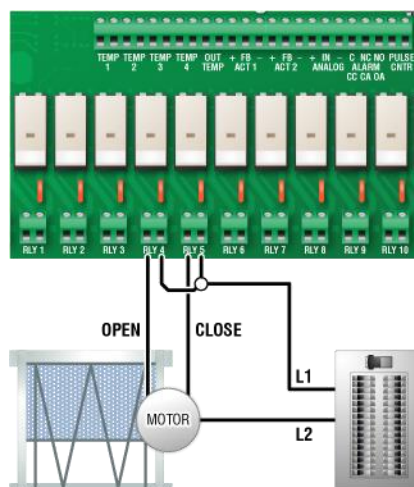 TEMP 1 TEMP 2 TEMP 3 TEMP 4 OUT TEMP + FB - ACT 1 + FB - ACT 2 + IN - ANALOG C NC NO ALARM CC CA OA PULSE CNTR
RLY 1 RLY 2 RLY 3 RLY 4 RLY 5 RLY 6 RLY 7 RLY 8 RLY 9 RLY 10
OPEN CLOSE
L1
MOTOR
L2